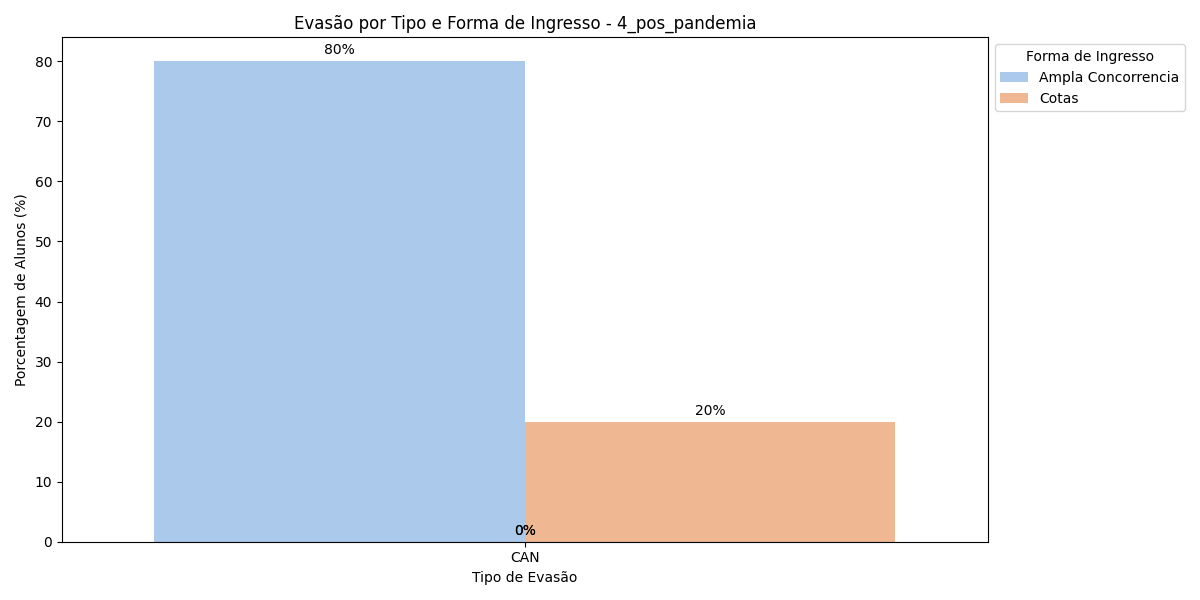 Evasão por Tipo e Forma de Ingresso - 4_pos_pandemia
Porcentagem de Alunos (%)
80
70
60
50
40
30
20
10
0
80%
20%
0%
CAN
Tipo de Evasão
Forma de Ingresso
Ampla Concorrencia
Cotas